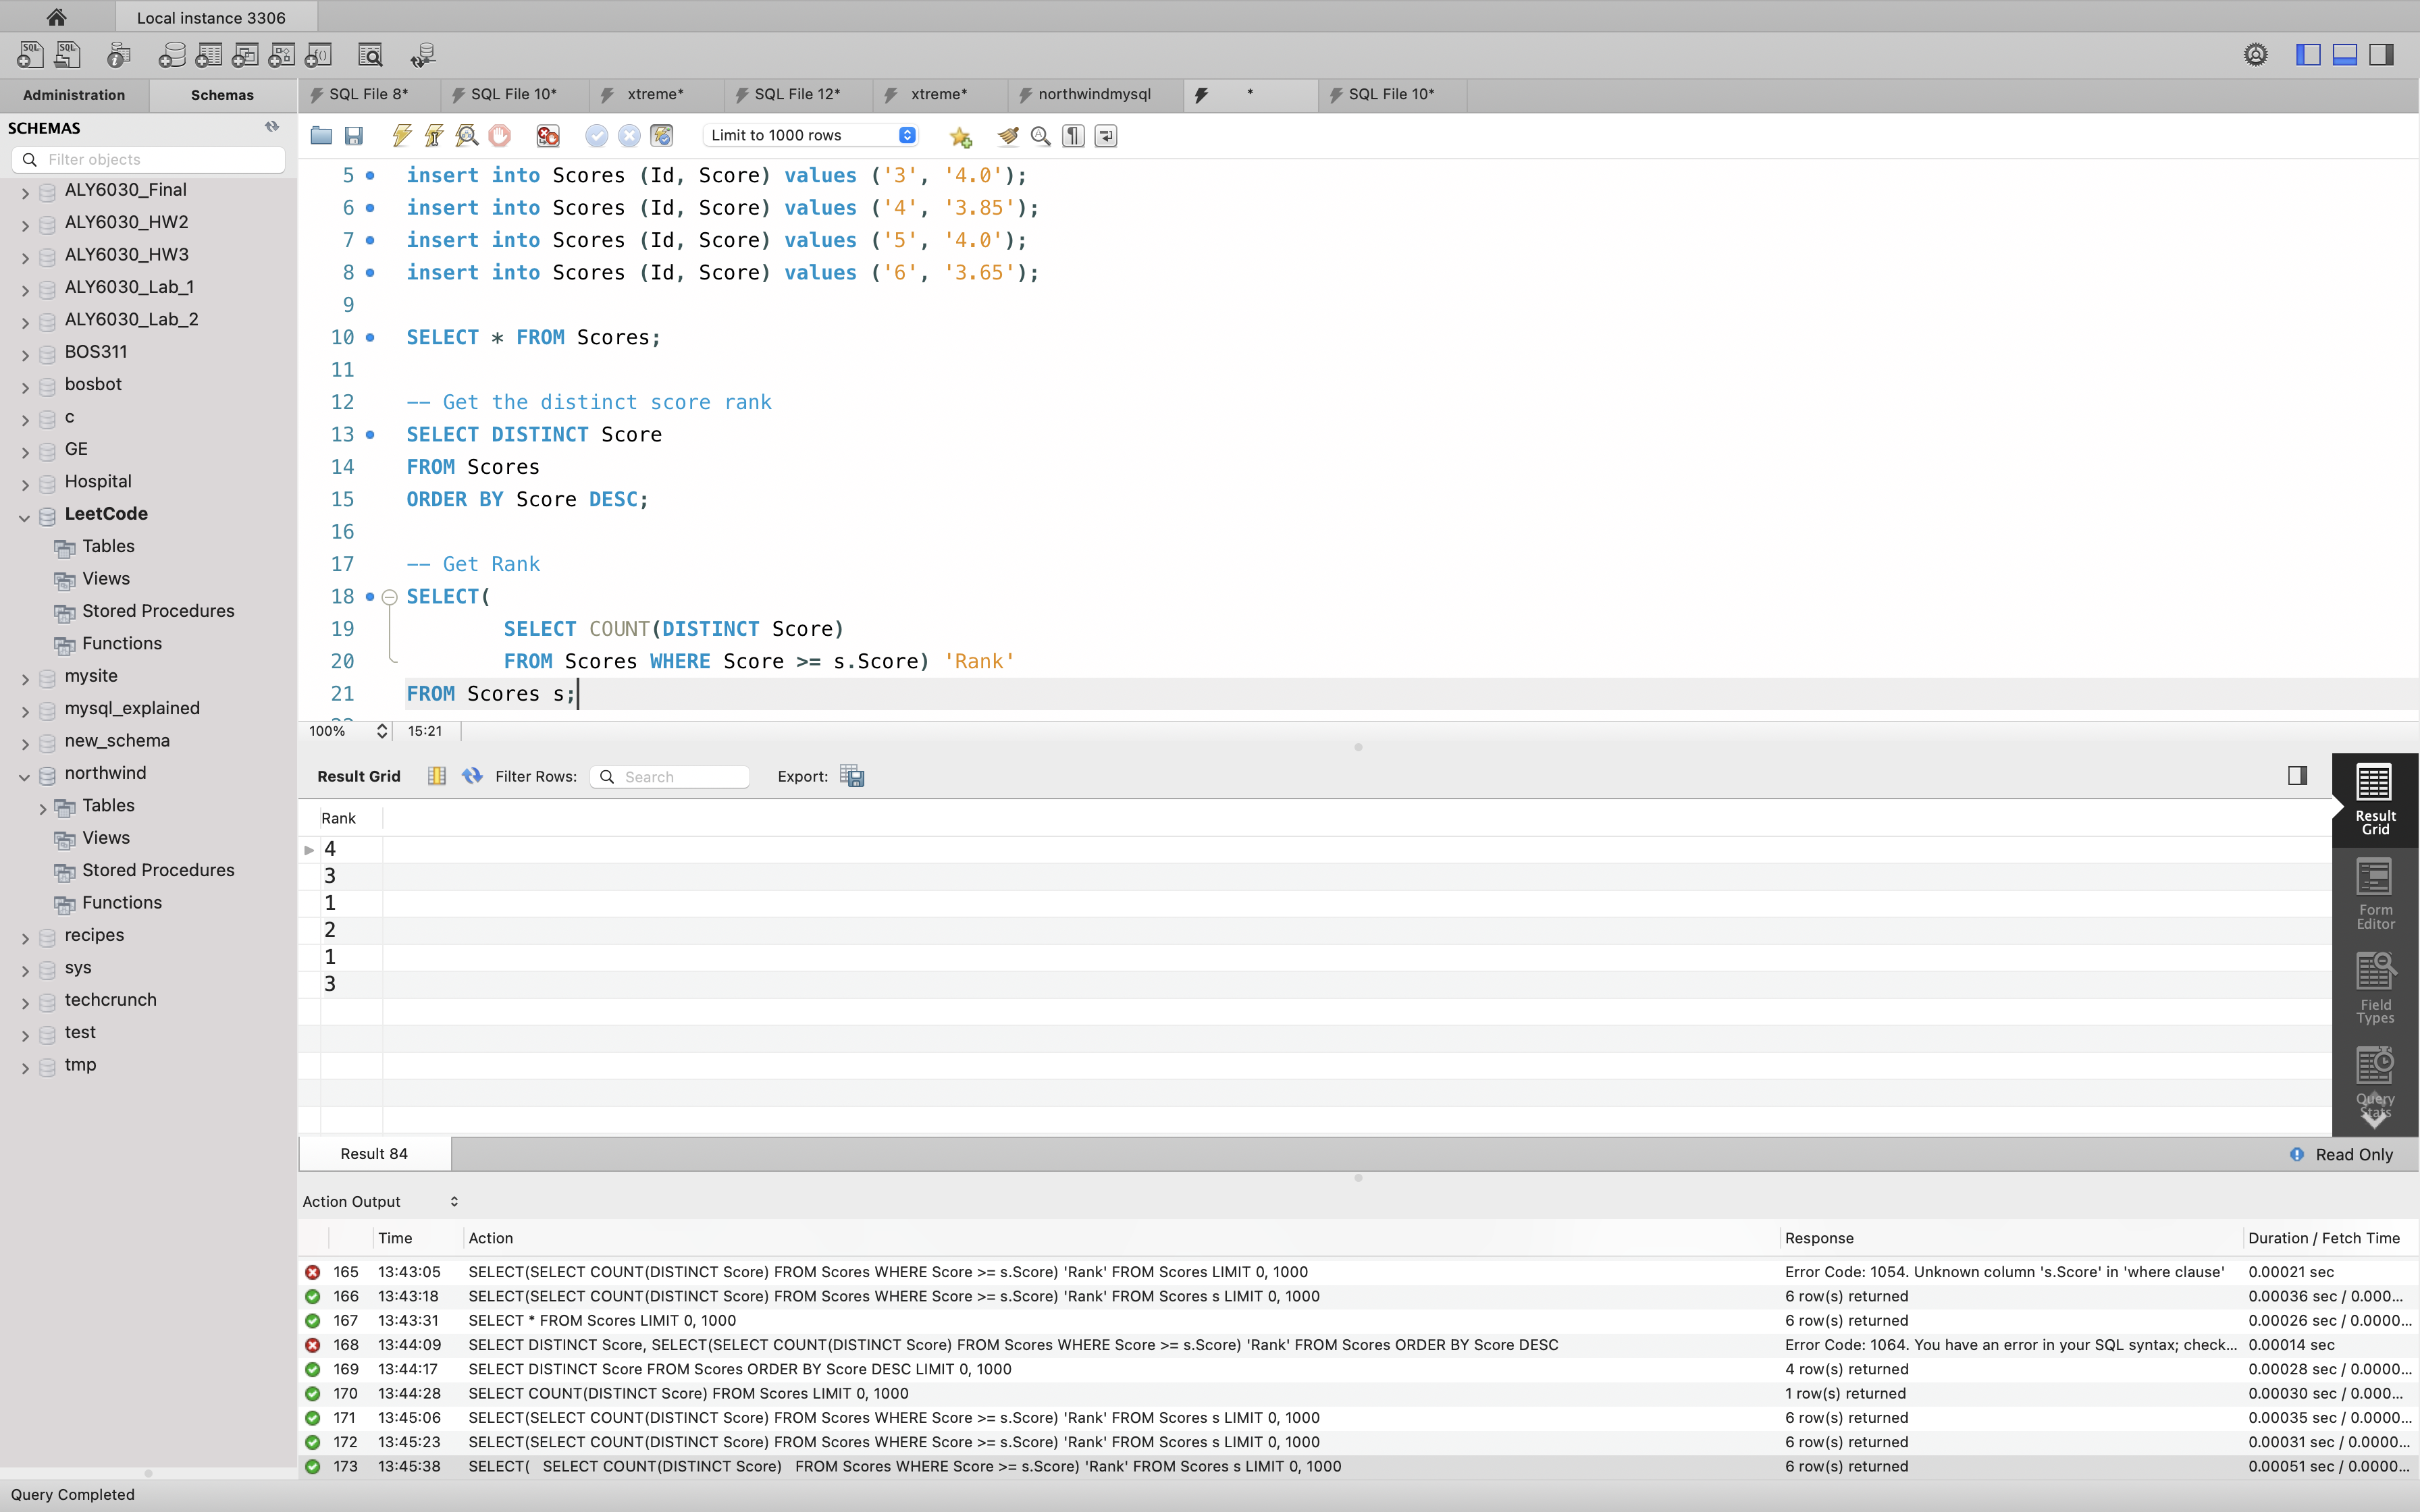 Local instance 3306
SQL
SQL
Administration
Schemas
SQL File 8*
SQL File 10*
xtreme*
SQL File 12*
xtreme*
northwindmysql
*
SQL File 10*
SCHEMAS
Limit to 1000 rows
Filter objects
ALY6030_Final
ALY6030_HW2
ALY6030_HW3
ALY6030_Lab_1
ALY6030_Lab_2
BOS311
bosbot
c
GE
Hospital
LeetCode
Tables
Views
Stored Procedures
Functions
mysite
mysql_explained
new_schema
northwind
Tables
Views
Stored Procedures
Functions
recipes
sys
techcrunch
test
tmp
5 insert into Scores (Id, Score) values ('3', '4.0');
6 insert into Scores (Id, Score) values ('4', '3.85');
7 insert into Scores (Id, Score) values ('5', '4.0');
8 insert into Scores (Id, Score) values ('6', '3.65');
9
10 SELECT * FROM Scores;
11
12 -- Get the distinct score rank
13 SELECT DISTINCT Score
14 FROM Scores
15 ORDER BY Score DESC;
16
17 -- Get Rank
18 SELECT(
19 SELECT COUNT(DISTINCT Score)
20 FROM Scores WHERE Score >= s.Score) 'Rank'
21 FROM Scores s;
100% 15:21
Result Grid Filter Rows: Search Export:
Rank
4
3
1
2
1
3
Result Grid
Form Editor
Field Types
Query Stats
Result 84
Read Only
Action Output
Time Action Response Duration / Fetch Time
165 13:43:05 SELECT(SELECT COUNT(DISTINCT Score) FROM Scores WHERE Score >= s.Score) 'Rank' FROM Scores LIMIT 0, 1000 Error Code: 1054. Unknown column 's.Score' in 'where clause' 0.00021 sec
166 13:43:18 SELECT(SELECT COUNT(DISTINCT Score) FROM Scores WHERE Score >= s.Score) 'Rank' FROM Scores s LIMIT 0, 1000 6 row(s) returned 0.00036 sec / 0.000...
167 13:43:31 SELECT * FROM Scores LIMIT 0, 1000 6 row(s) returned 0.00026 sec / 0.0000...
168 13:44:09 SELECT DISTINCT Score, SELECT(SELECT COUNT(DISTINCT Score) FROM Scores WHERE Score >= s.Score) 'Rank' FROM Scores ORDER BY Score DESC Error Code: 1064. You have an error in your SQL syntax; check... 0.00014 sec
169 13:44:17 SELECT DISTINCT Score FROM Scores ORDER BY Score DESC LIMIT 0, 1000 4 row(s) returned 0.00028 sec / 0.0000...
170 13:44:28 SELECT COUNT(DISTINCT Score) FROM Scores LIMIT 0, 1000 1 row(s) returned 0.00030 sec / 0.000...
171 13:45:06 SELECT(SELECT COUNT(DISTINCT Score) FROM Scores WHERE Score >= s.Score) 'Rank' FROM Scores s LIMIT 0, 1000 6 row(s) returned 0.00035 sec / 0.0000...
172 13:45:23 SELECT(SELECT COUNT(DISTINCT Score) FROM Scores WHERE Score >= s.Score) 'Rank' FROM Scores s LIMIT 0, 1000 6 row(s) returned 0.00031 sec / 0.0000...
173 13:45:38 SELECT( SELECT COUNT(DISTINCT Score) FROM Scores WHERE Score >= s.Score) 'Rank' FROM Scores s LIMIT 0, 1000 6 row(s) returned 0.00051 sec / 0.0000...
Query Completed